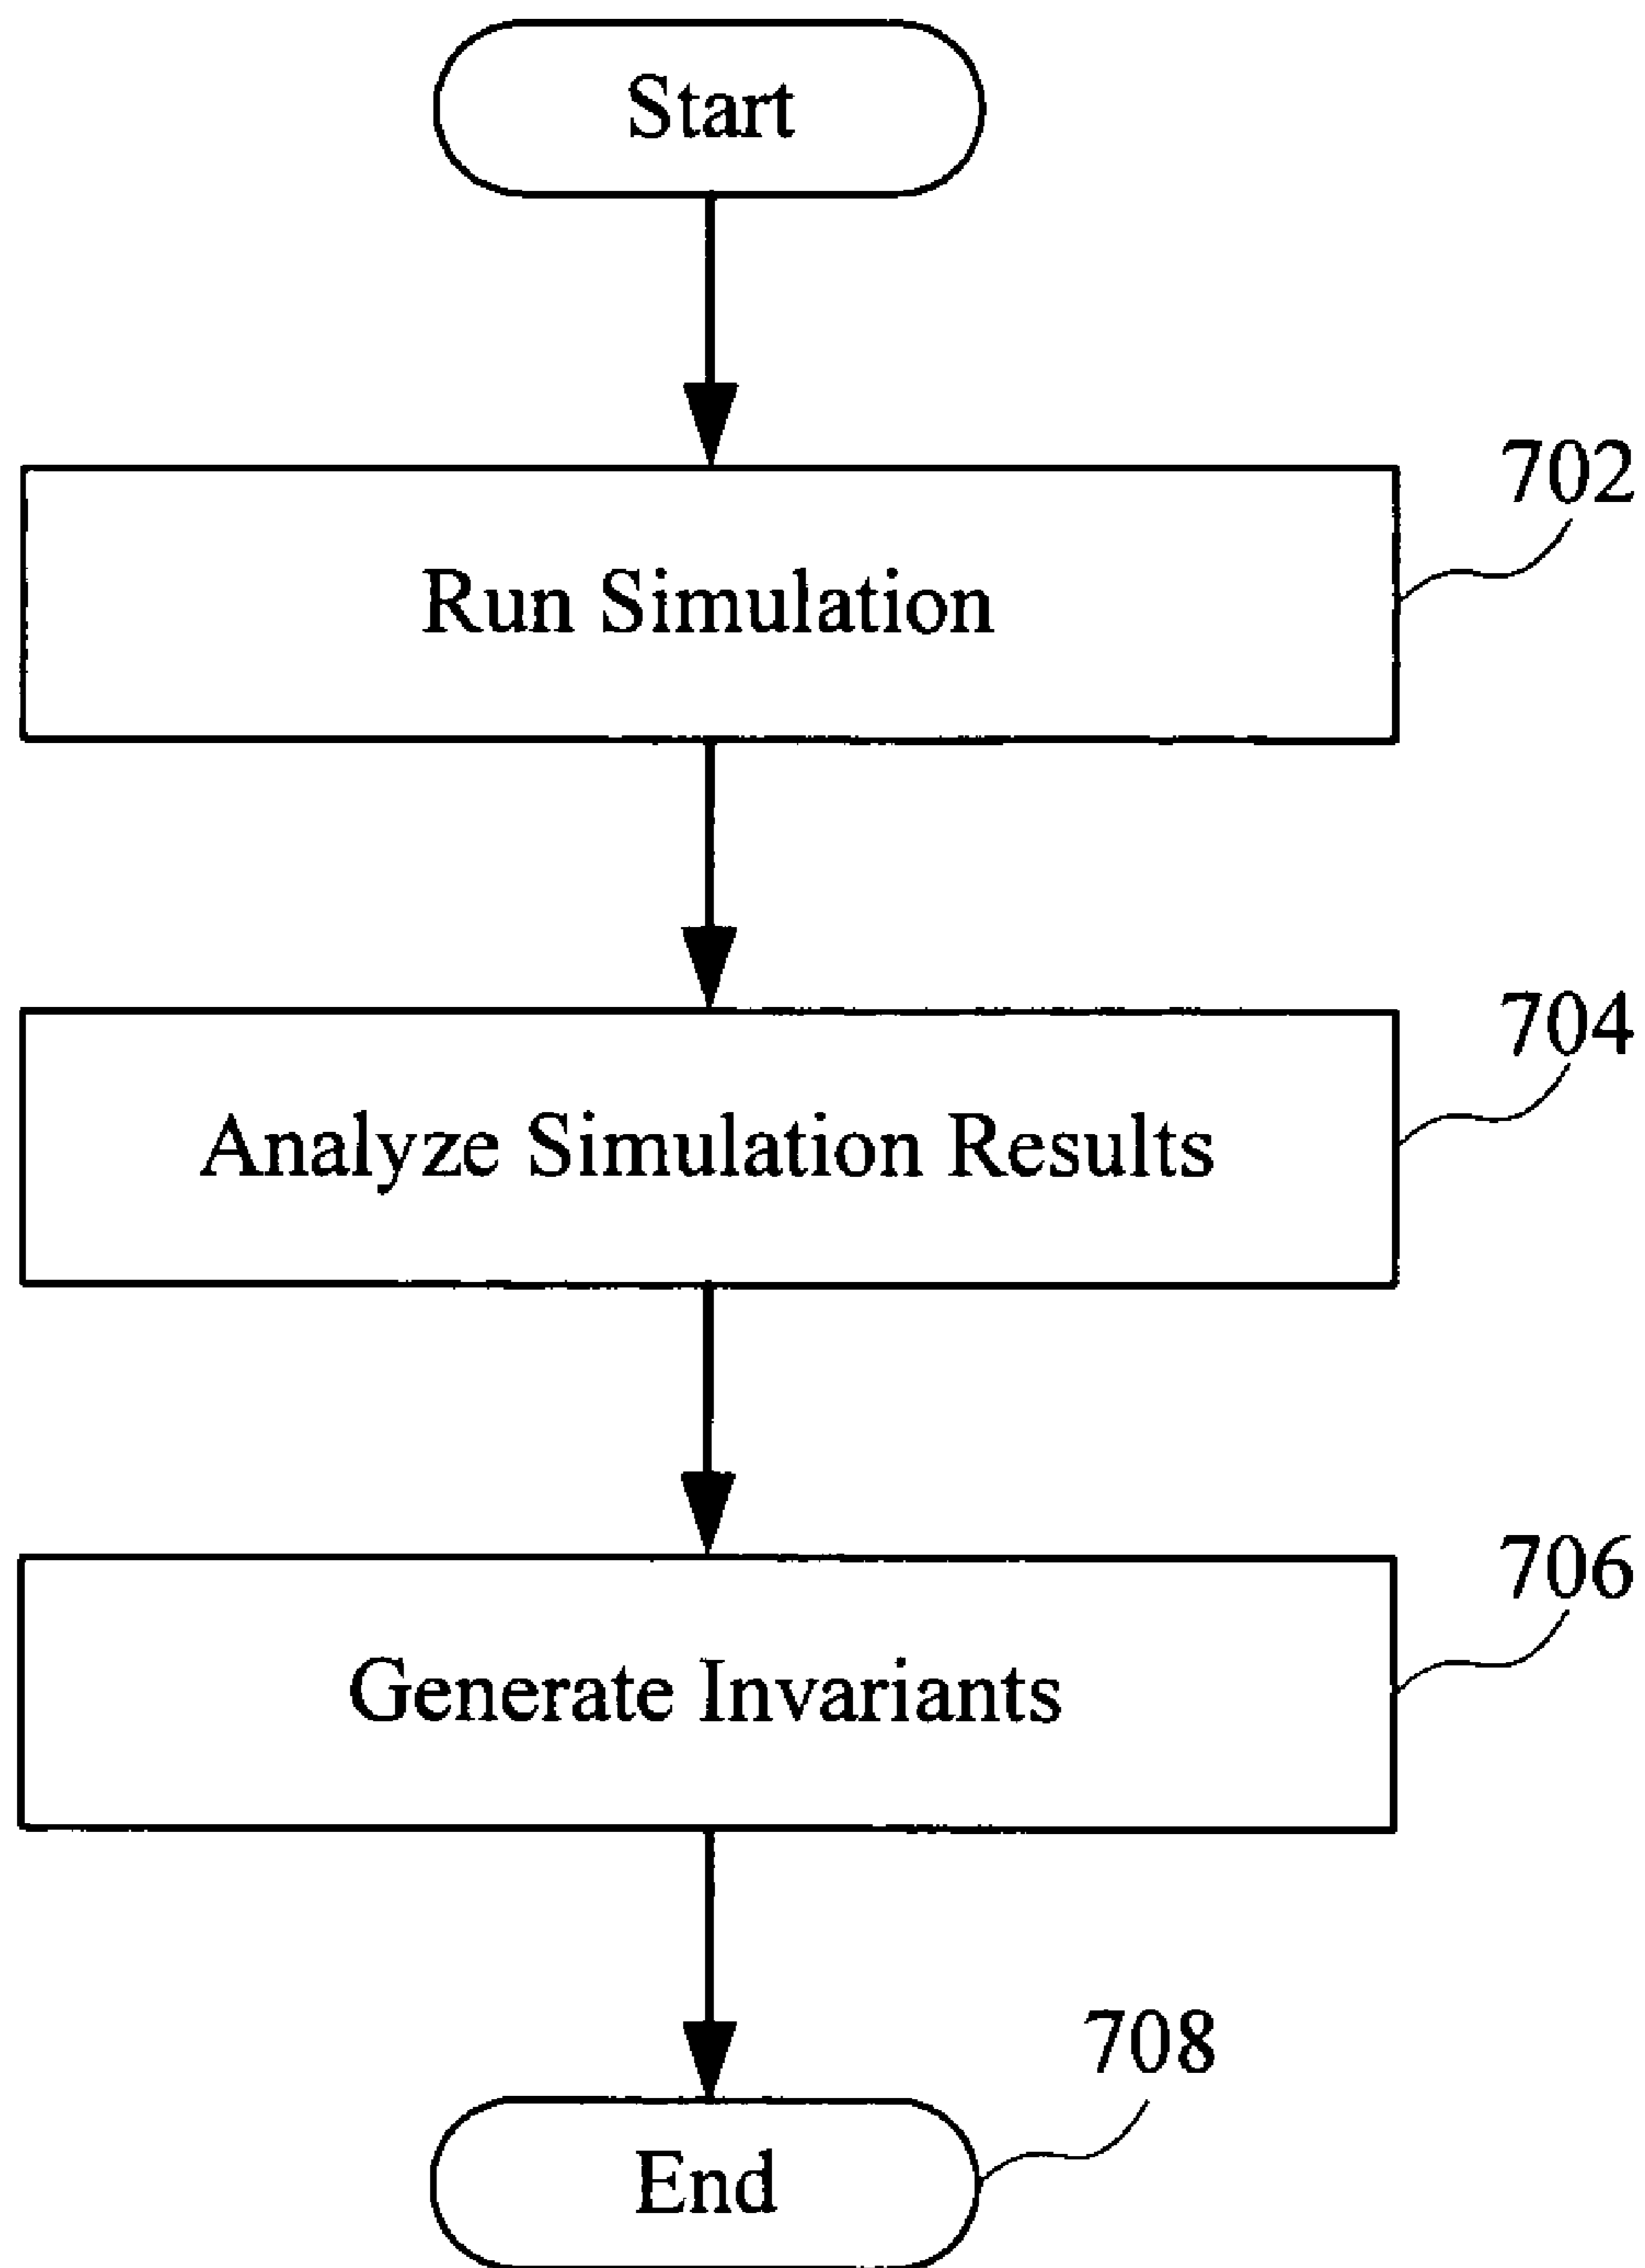 Start
702
Run Simulation
704
Analyze Simulation Results
706
Generate Invariants
708
End